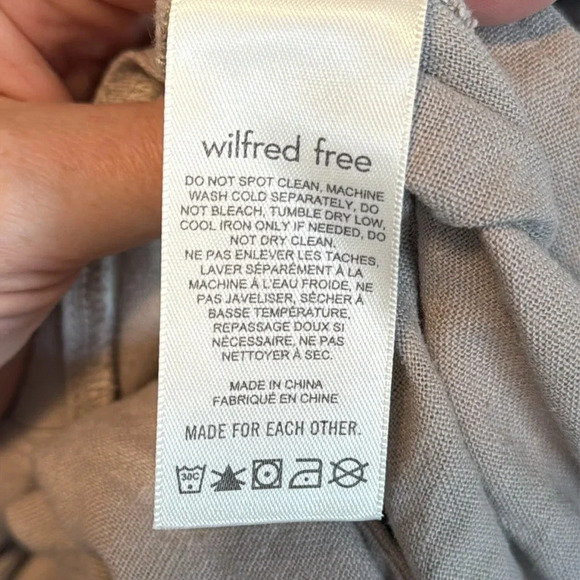 wilfred free
DO NOT SPOT CLEAN, MACHINE
WASH COLD SEPARATELY, DO
NOT BLEACH, TUMBLE DRY LOW,
COOL IRON ONLY IF NEEDED, DO
NOT DRY CLEAN.
NE PAS ENLEVER LES TACHES,
LAVER SÉPARÉMENT À LA
MACHINE À L'EAU FROIDE, NE
PAS JAVELISER, SÉCHER À
BASSE TEMPÉRATURE,
REPASSAGE DOUX SI
NÉCESSAIRE, NE PAS
NETTOYER À SEC.
MADE IN CHINA
FABRIQUÉ EN CHINE
MADE FOR EACH OTHER.
30C